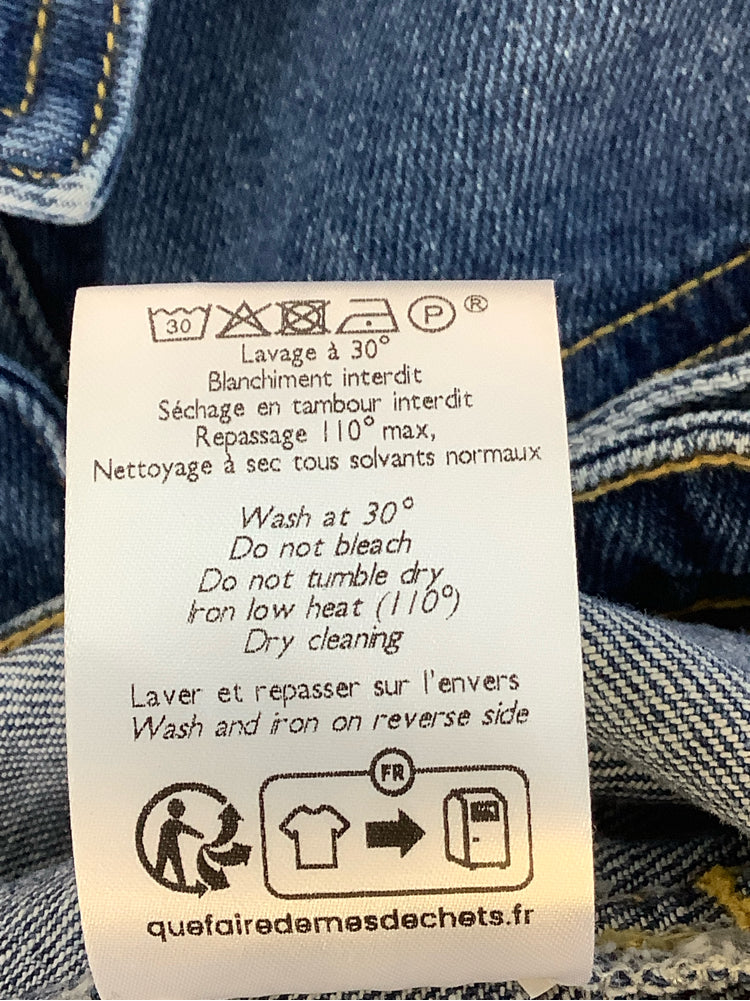 30 P ®
Lavage à 30°
Blanchiment interdit
Séchage en tambour interdit
Repassage 110° max,
Nettoyage à sec tous solvants normaux
Wash at 30°
Do not bleach
Do not tumble dry
Iron low heat (110°)
Dry cleaning
Laver et repasser sur l'envers
Wash and iron on reverse side
FR
quefairedemesdechets.fr